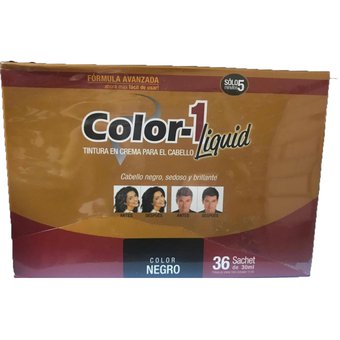 FÓRMULA AVANZADA
ahora más fácil de usar!
SÓLO 5
minutos
Color-1
Liquid
TINTURA EN CREMA PARA EL CABELLO
Cabello negro, sedoso y brillante
ANTES DESPUÉS ANTES DESPUÉS
COLOR
NEGRO
36 Sachet
de 30ml